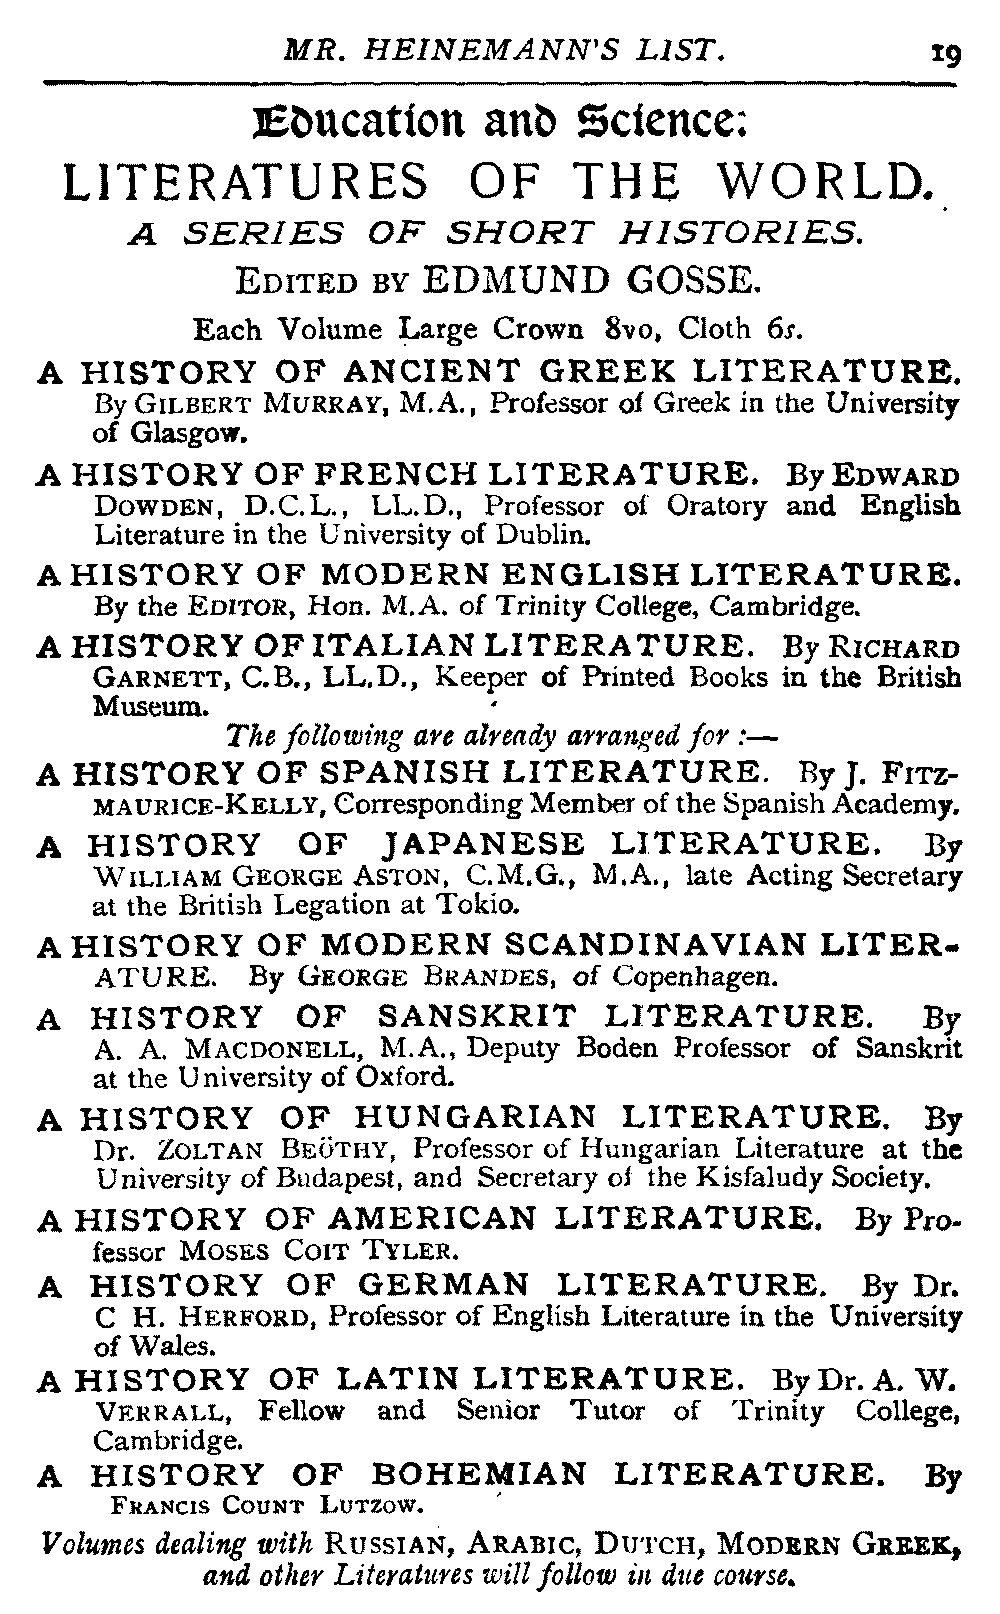 MR. HEINEMANN'S LIST. 19
Education and Science:
LITERATURES OF THE WORLD.
A SERIES OF SHORT HISTORIES.
EDITED BY EDMUND GOSSE.
Each Volume Large Crown 8vo, Cloth 6s.
A HISTORY OF ANCIENT GREEK LITERATURE.
By GILBERT MURRAY, M.A., Professor of Greek in the University
of Glasgow.
A HISTORY OF FRENCH LITERATURE. By EDWARD
DOWDEN, D.C.L., LL.D., Professor of Oratory and English
Literature in the University of Dublin.
A HISTORY OF MODERN ENGLISH LITERATURE.
By the EDITOR, Hon. M.A. of Trinity College, Cambridge.
A HISTORY OF ITALIAN LITERATURE. By RICHARD
GARNETT, C.B., LL.D., Keeper of Printed Books in the British
Museum.
The following are already arranged for :—
A HISTORY OF SPANISH LITERATURE. By J. FITZ-
MAURICE-KELLY, Corresponding Member of the Spanish Academy.
A HISTORY OF JAPANESE LITERATURE. By
WILLIAM GEORGE ASTON, C.M.G., M.A., late Acting Secretary
at the British Legation at Tokio.
A HISTORY OF MODERN SCANDINAVIAN LITER-
ATURE. By GEORGE BRANDES, of Copenhagen.
A HISTORY OF SANSKRIT LITERATURE. By
A. A. MACDONELL, M.A., Deputy Boden Professor of Sanskrit
at the University of Oxford.
A HISTORY OF HUNGARIAN LITERATURE. By
Dr. ZOLTAN BEÖTHY, Professor of Hungarian Literature at the
University of Budapest, and Secretary of the Kisfaludy Society.
A HISTORY OF AMERICAN LITERATURE. By Pro-
fessor MOSES COIT TYLER.
A HISTORY OF GERMAN LITERATURE. By Dr.
C H. HERFORD, Professor of English Literature in the University
of Wales.
A HISTORY OF LATIN LITERATURE. By Dr. A. W.
VERRALL, Fellow and Senior Tutor of Trinity College,
Cambridge.
A HISTORY OF BOHEMIAN LITERATURE. By
FRANCIS COUNT LUTZOW.
Volumes dealing with RUSSIAN, ARABIC, DUTCH, MODERN GREEK,
and other Literatures will follow in due course.